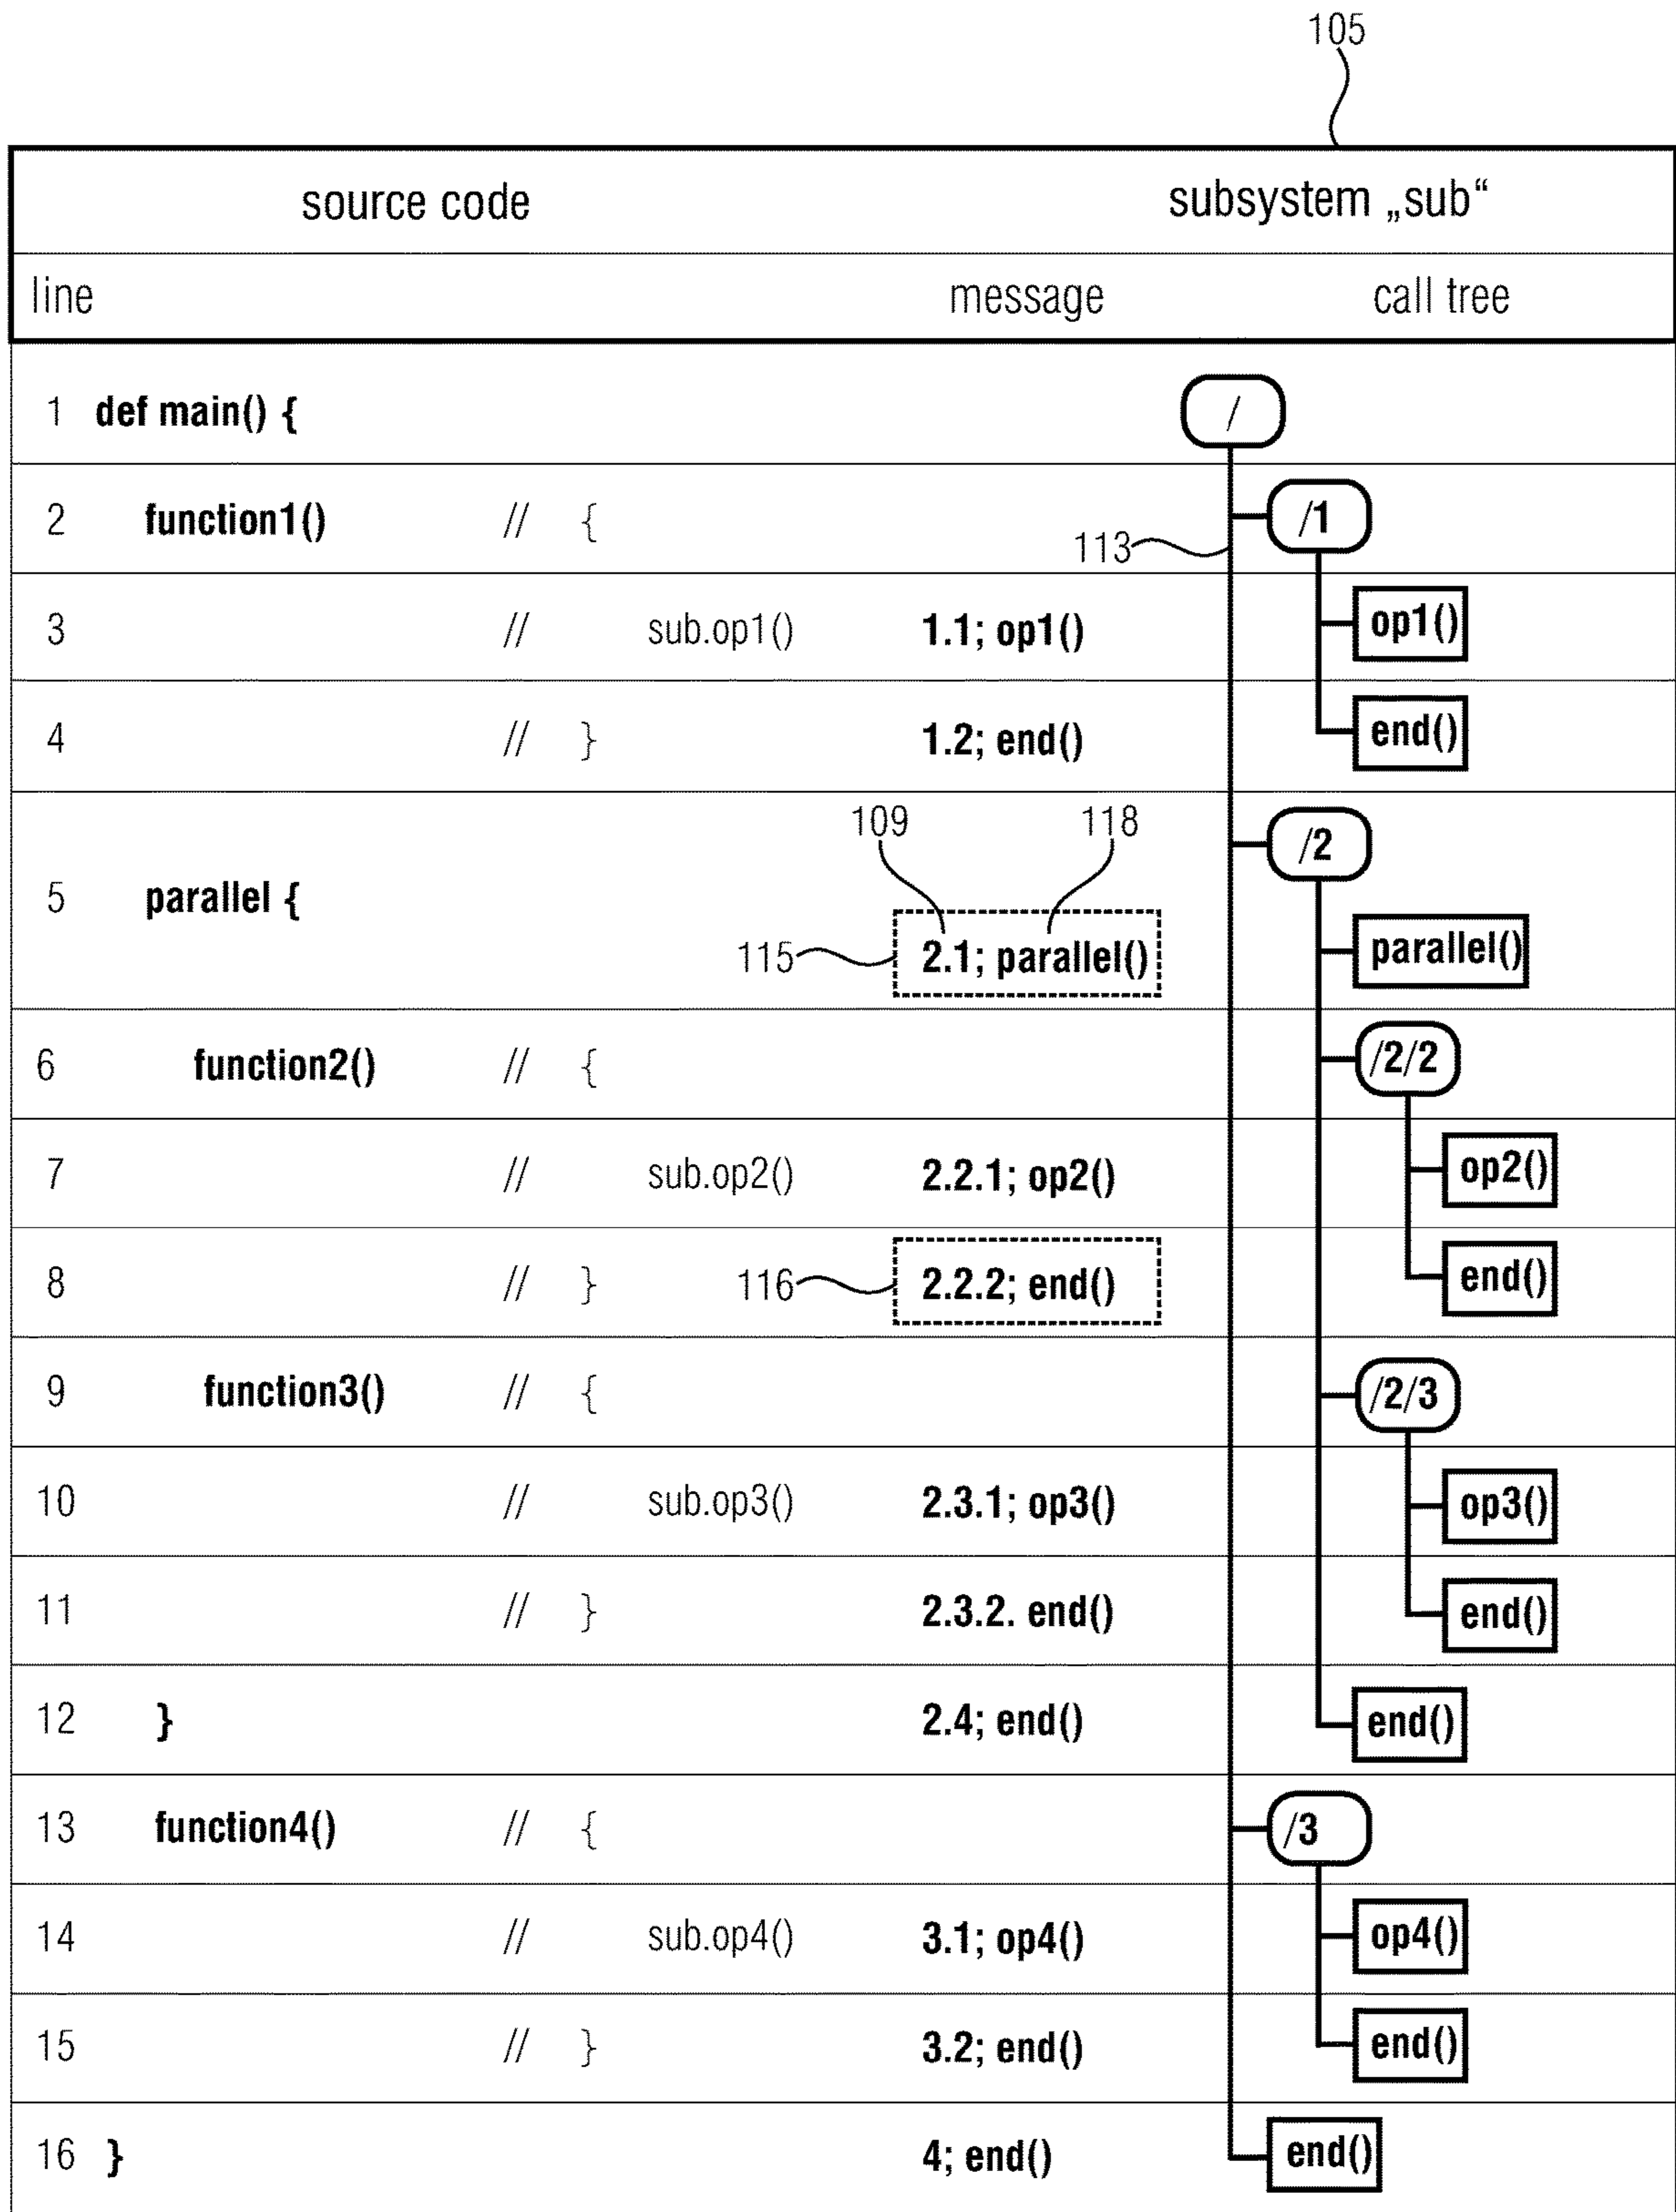 105
source code subsystem „sub“
line message call tree
1 def main() { /
2 function1() // { /1
113
3 // sub.op1() 1.1; op1() op1()
4 // } 1.2; end() end()
109 118 /2
5 parallel {
115 2.1; parallel() parallel()
6 function2() // { /2/2
7 // sub.op2() 2.2.1; op2() op2()
8 // } 116 2.2.2; end() end()
9 function3() // { /2/3
10 // sub.op3() 2.3.1; op3() op3()
11 // } 2.3.2. end() end()
12 } 2.4; end() end()
13 function4() // { /3
14 // sub.op4() 3.1; op4() op4()
15 // } 3.2; end() end()
16 } 4; end() end()